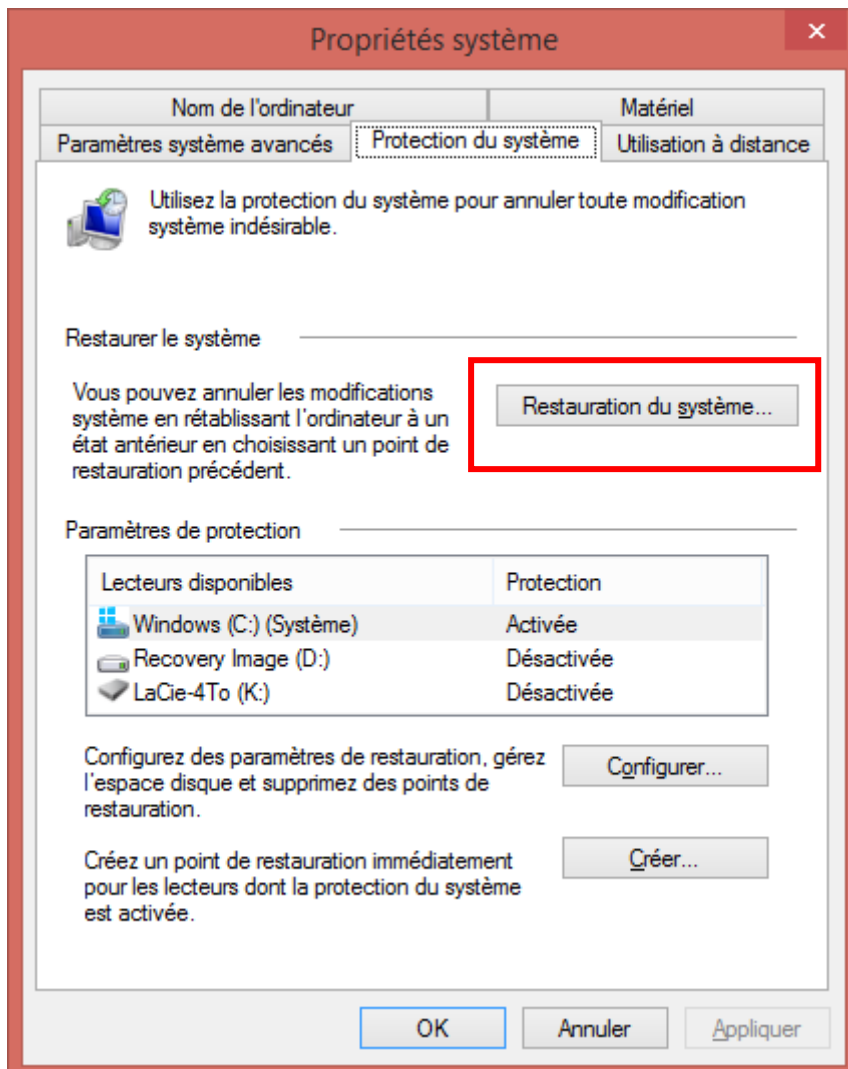 Propriétés système
Nom de l'ordinateur
Matériel
Paramètres système avancés
Protection du système
Utilisation à distance
Utilisez la protection du système pour annuler toute modification
système indésirable.
Restaurer le système
Vous pouvez annuler les modifications
système en rétablissant l'ordinateur à un
état antérieur en choisissant un point de
restauration précédent.
Restauration du système...
Paramètres de protection
Lecteurs disponibles
Protection
Windows (C:) (Système)
Activée
Recovery Image (D:)
Désactivée
LaCie-4To (K:)
Désactivée
Configurez des paramètres de restauration, gérez
l'espace disque et supprimez des points de
restauration.
Configurer...
Créez un point de restauration immédiatement
pour les lecteurs dont la protection du système
est activée.
Créer...
OK
Annuler
Appliquer